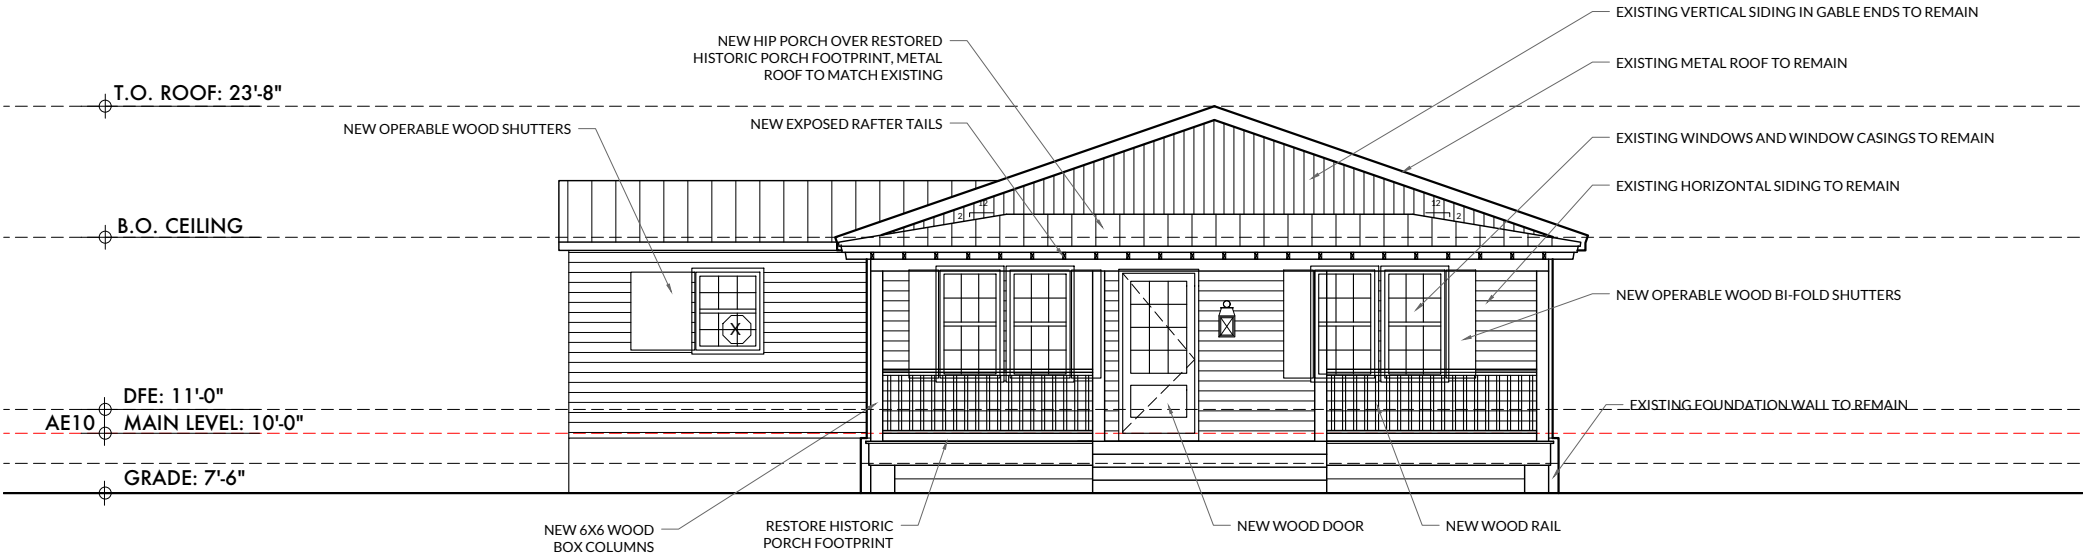 EXISTING VERTICAL SIDING IN GABLE ENDS TO REMAIN
NEW HIP PORCH OVER RESTORED
HISTORIC PORCH FOOTPRINT, METAL
ROOF TO MATCH EXISTING
EXISTING METAL ROOF TO REMAIN
T.O. ROOF: 23'-8"
NEW OPERABLE WOOD SHUTTERS
NEW EXPOSED RAFTER TAILS
EXISTING WINDOWS AND WINDOW CASINGS TO REMAIN
EXISTING HORIZONTAL SIDING TO REMAIN
12
2
12
2
B.O. CEILING
NEW OPERABLE WOOD BI-FOLD SHUTTERS
X
DFE: 11'-0"
EXISTING FOUNDATION WALL TO REMAIN
AE10 MAIN LEVEL: 10'-0"
GRADE: 7'-6"
NEW 6X6 WOOD
BOX COLUMNS
RESTORE HISTORIC
PORCH FOOTPRINT
NEW WOOD DOOR
NEW WOOD RAIL